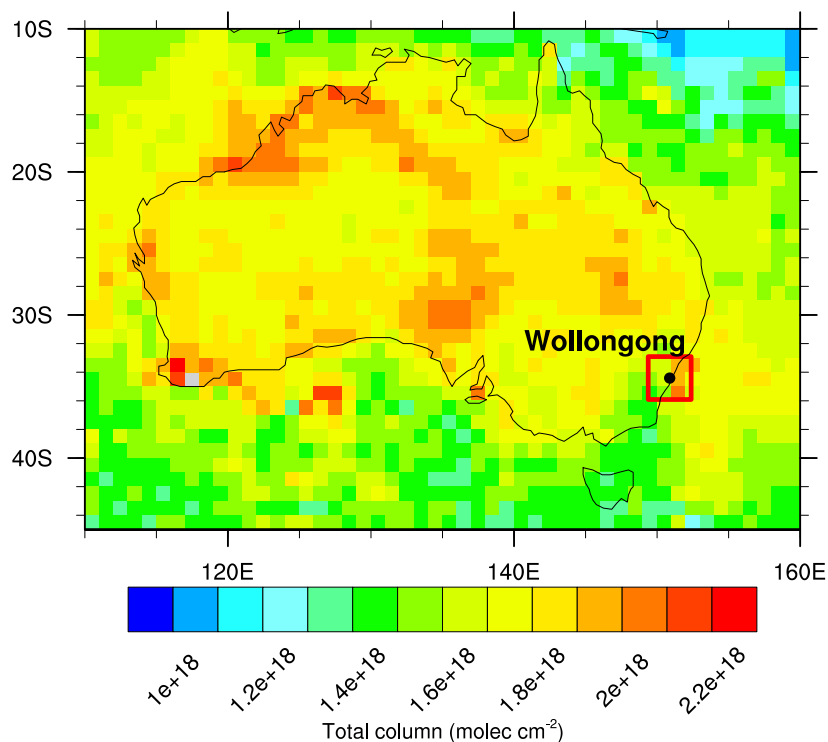 10S
20S
30S
40S
Wollongong
120E 140E 160E
1e+18 1.2e+18 1.4e+18 1.6e+18 1.8e+18 2e+18 2.2e+18
Total column (molec cm⁻²)